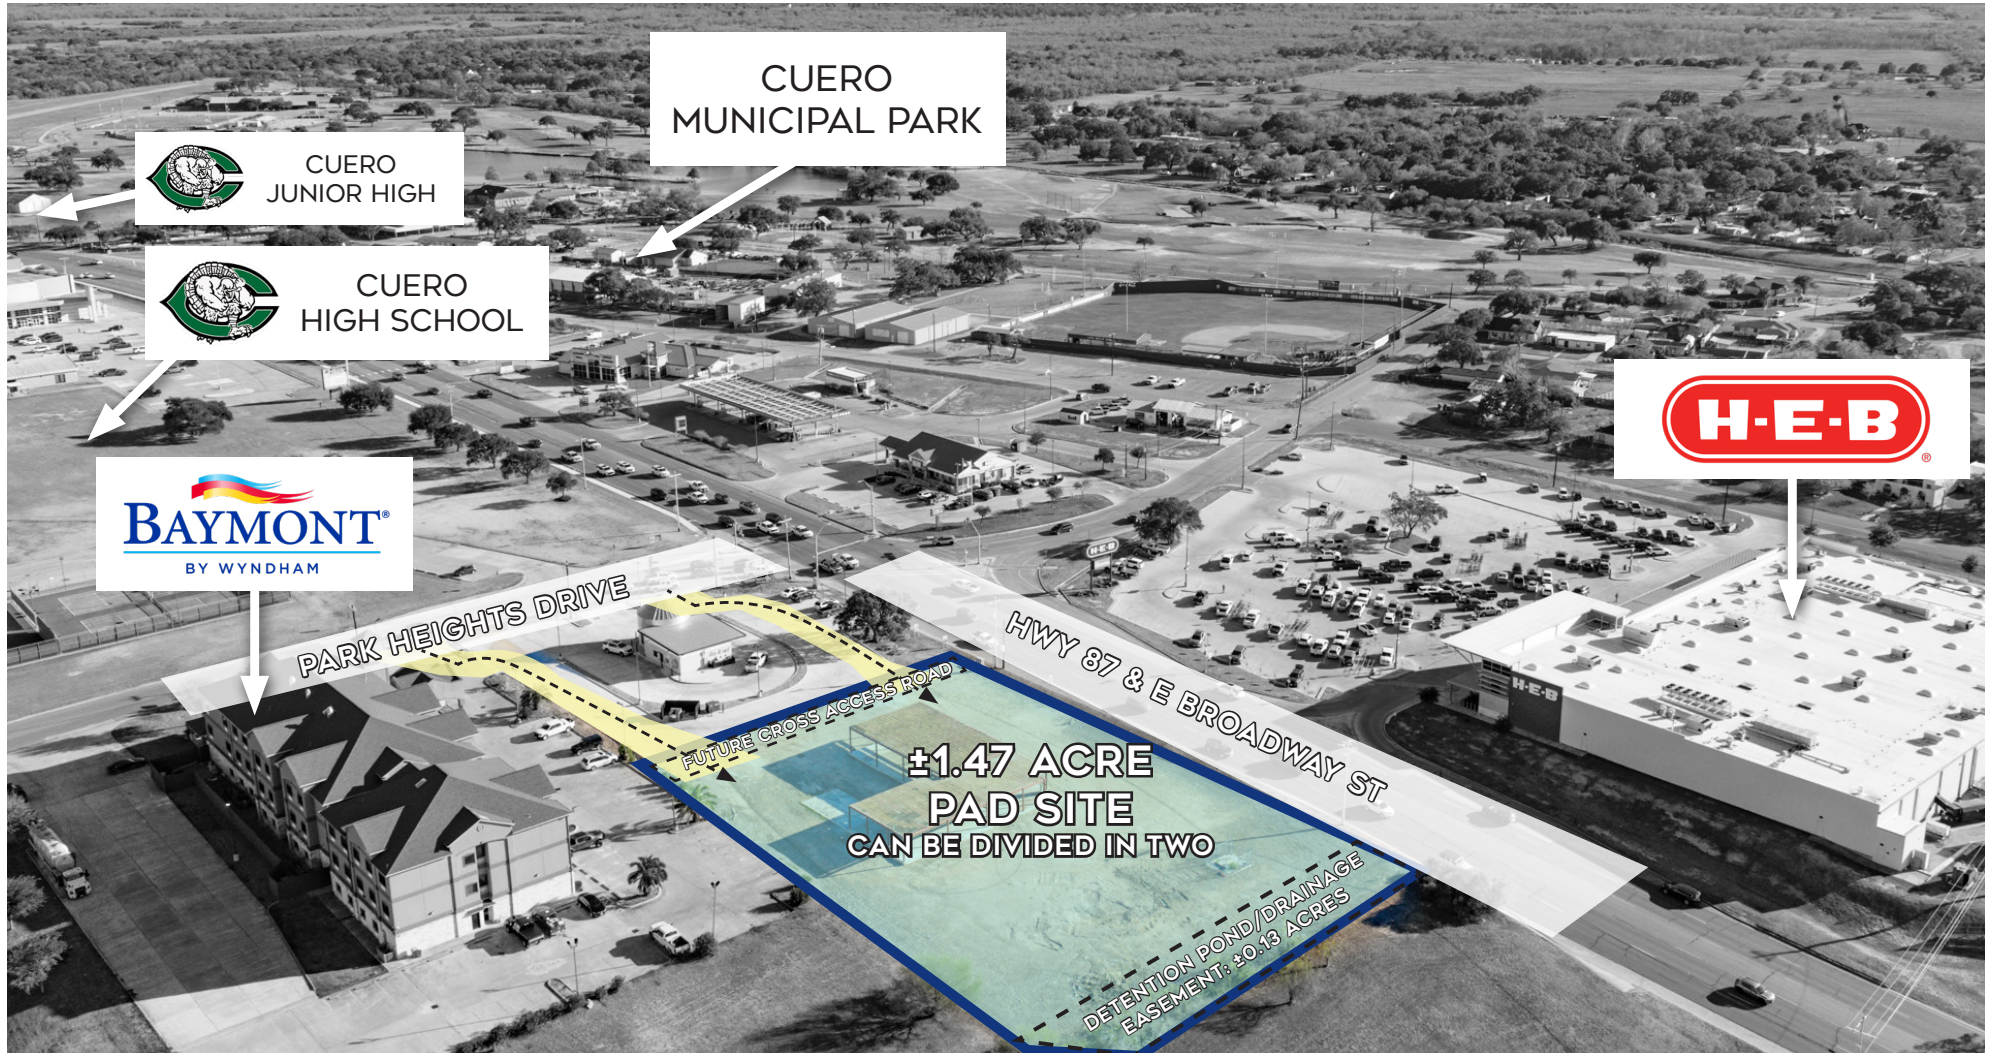 CUERO
MUNICIPAL PARK
CUERO
JUNIOR HIGH
CUERO
HIGH SCHOOL
H-E-B®
BAYMONT®
BY WYNDHAM
PARK HEIGHTS DRIVE
HWY 87 & E BROADWAY ST
H-E-B
H-E-B
FUTURE CROSS ACCESS ROAD
±1.47 ACRE
PAD SITE
CAN BE DIVIDED IN TWO
DETENTION POND/DRAINAGE
EASEMENT: ±0.13 ACRES